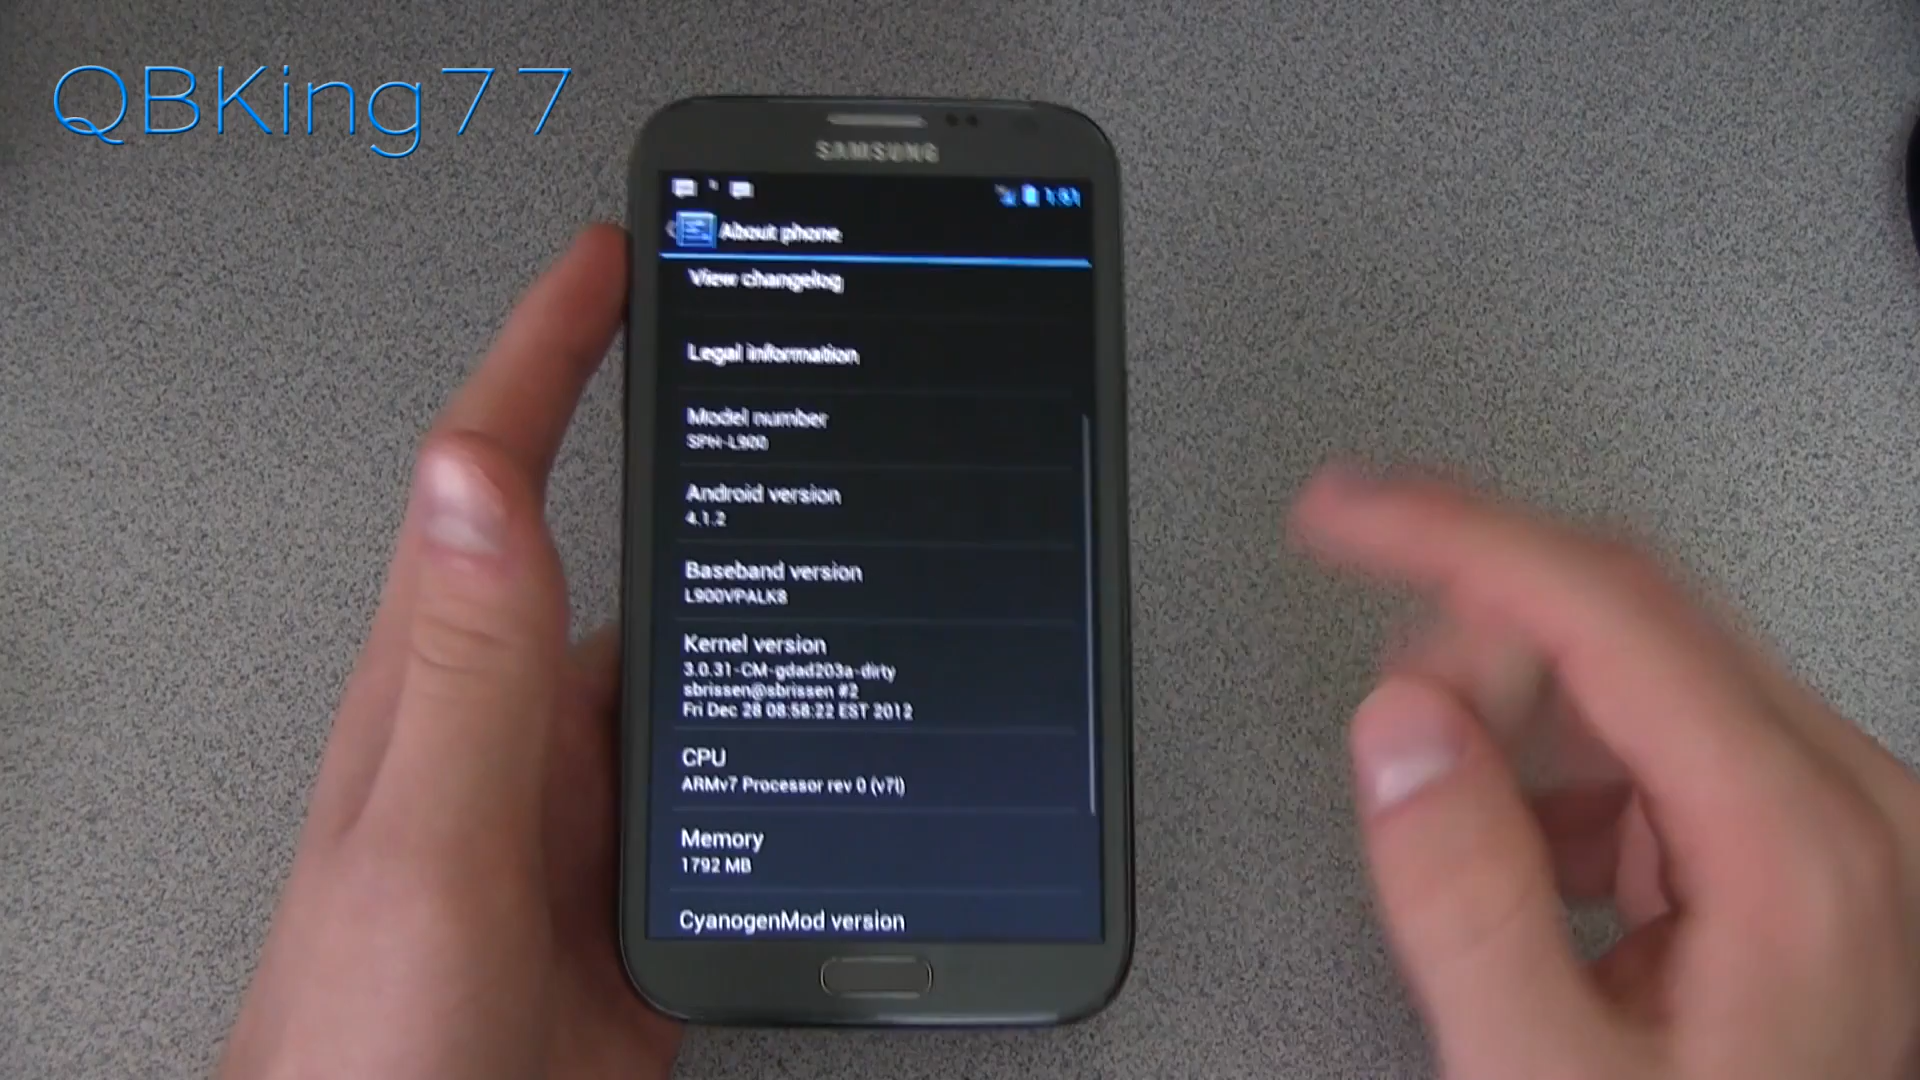 QBKing77
SAMSUNG
1:51
About phone
View changelog
Legal information
Model number
SPH-L900
Android version
4.1.2
Baseband version
L900VPALK8
Kernel version
3.0.31-CM-gdad203a-dirty
sbrissen@sbrissen #2
Fri Dec 28 08:58:22 EST 2012
CPU
ARMv7 Processor rev 0 (v7l)
Memory
1792 MB
CyanogenMod version